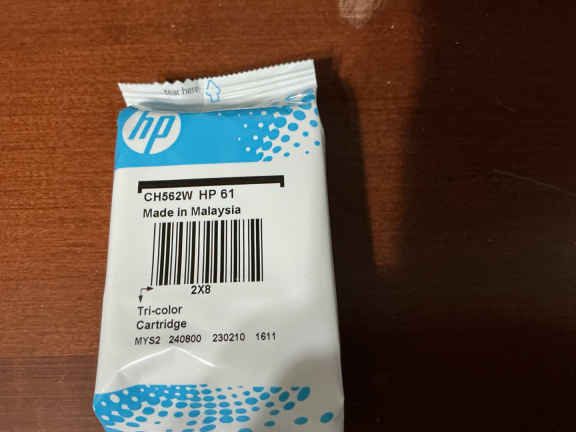 tear here
hp
CH562W HP 61
Made in Malaysia
2X8
Tri-color
Cartridge
MYS2 240800 230210 1611